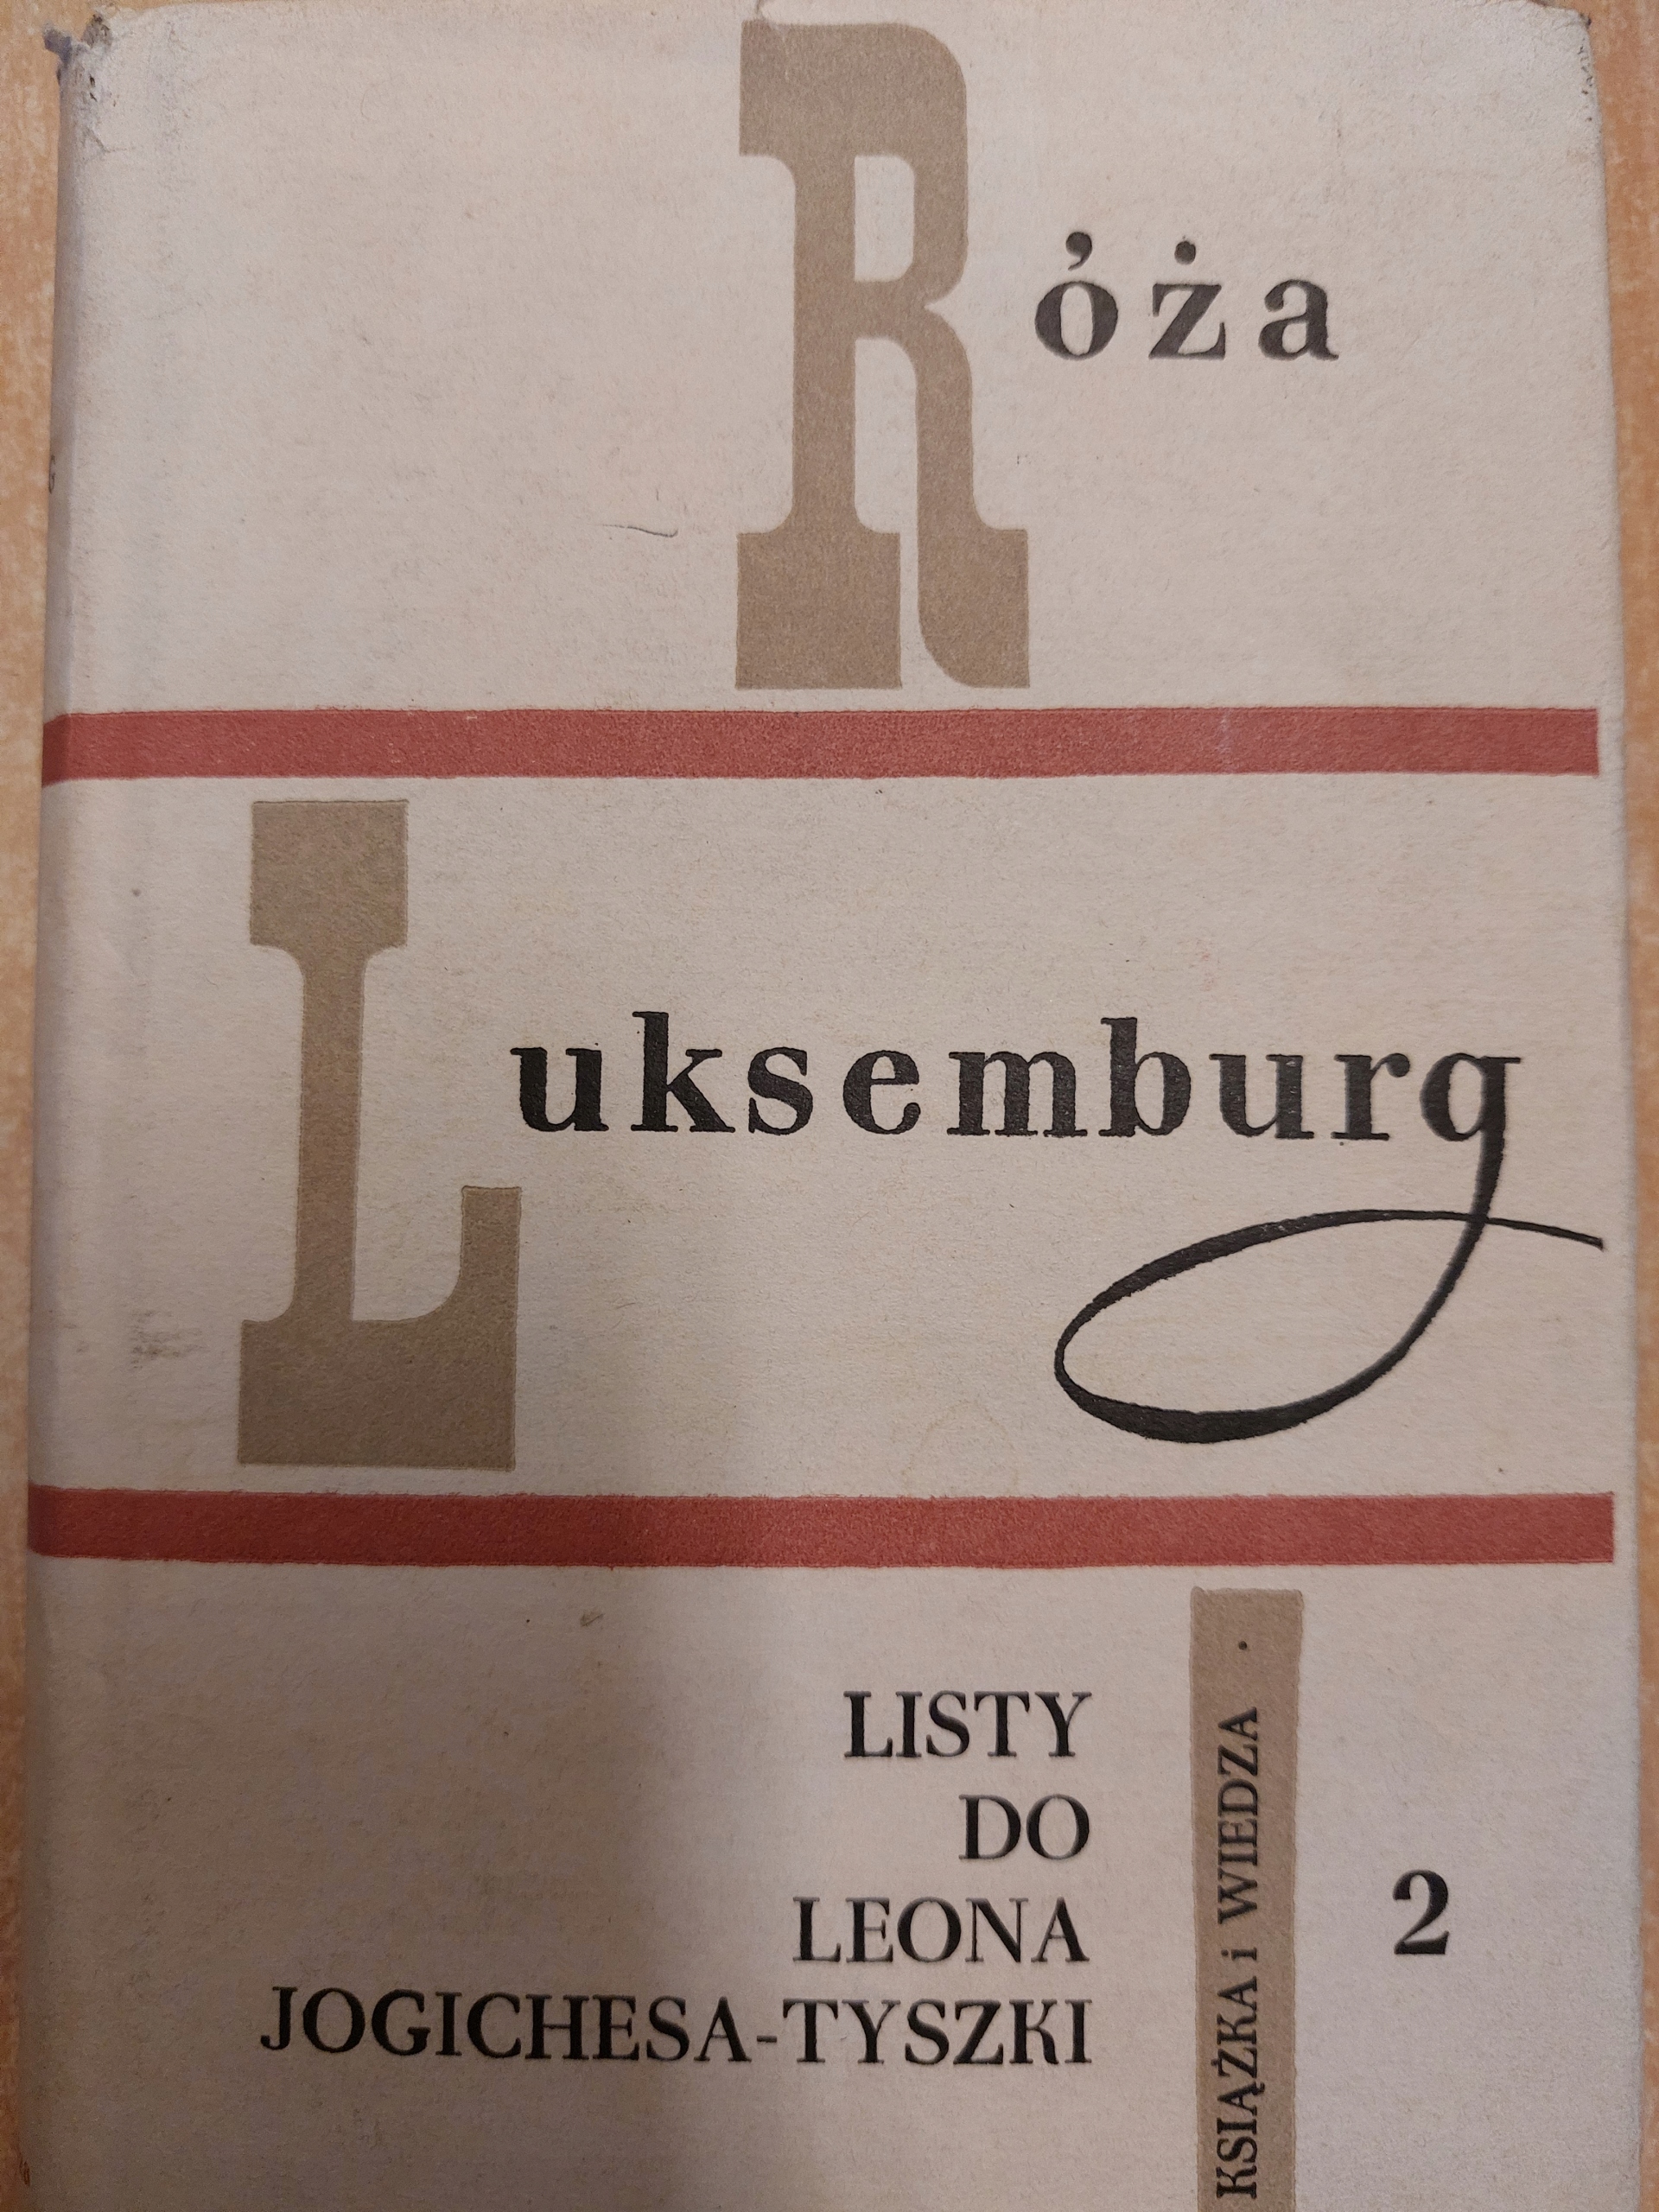 Róża
Luksemburg
LISTY
DO
LEONA
JOGICHESA-TYSZKI
KSIĄŻKA i WIEDZA ·
2